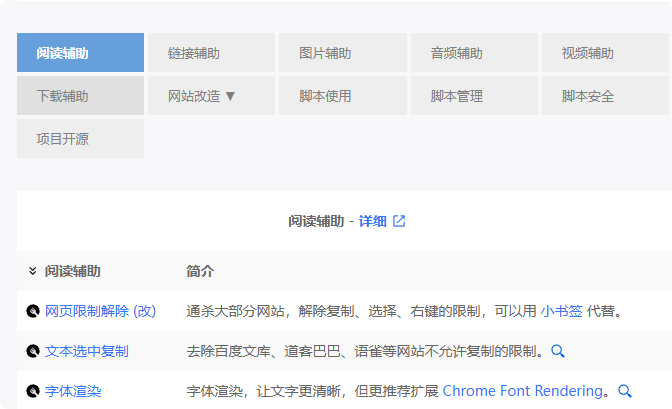 阅读辅助 链接辅助 图片辅助 音频辅助 视频辅助
下载辅助 网站改造 ▼ 脚本使用 脚本管理 脚本安全
项目开源
阅读辅助 - 详细
阅读辅助 简介
网页限制解除 (改) 通杀大部分网站，解除复制、选择、右键的限制，可以用 小书签 代替。
文本选中复制 去除百度文库、道客巴巴、语雀等网站不允许复制的限制。
字体渲染 字体渲染，让文字更清晰，但更推荐扩展 Chrome Font Rendering。